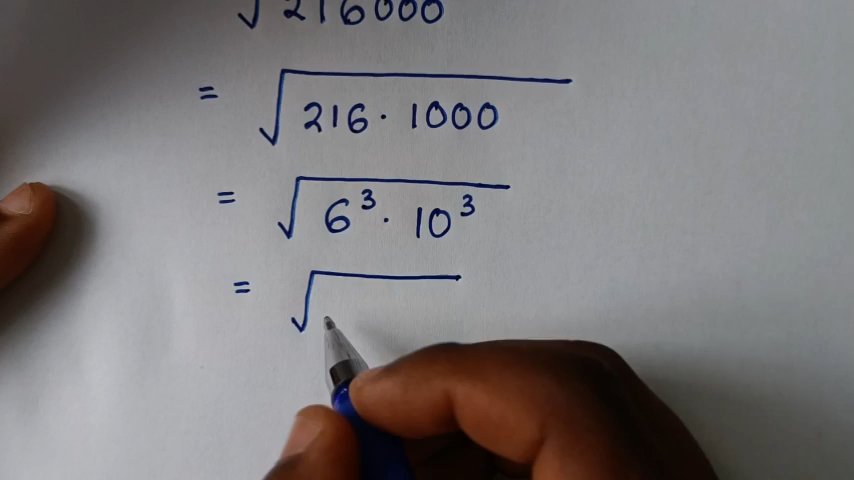 √216000
= √216 · 1000
= √6³ · 10³
= √